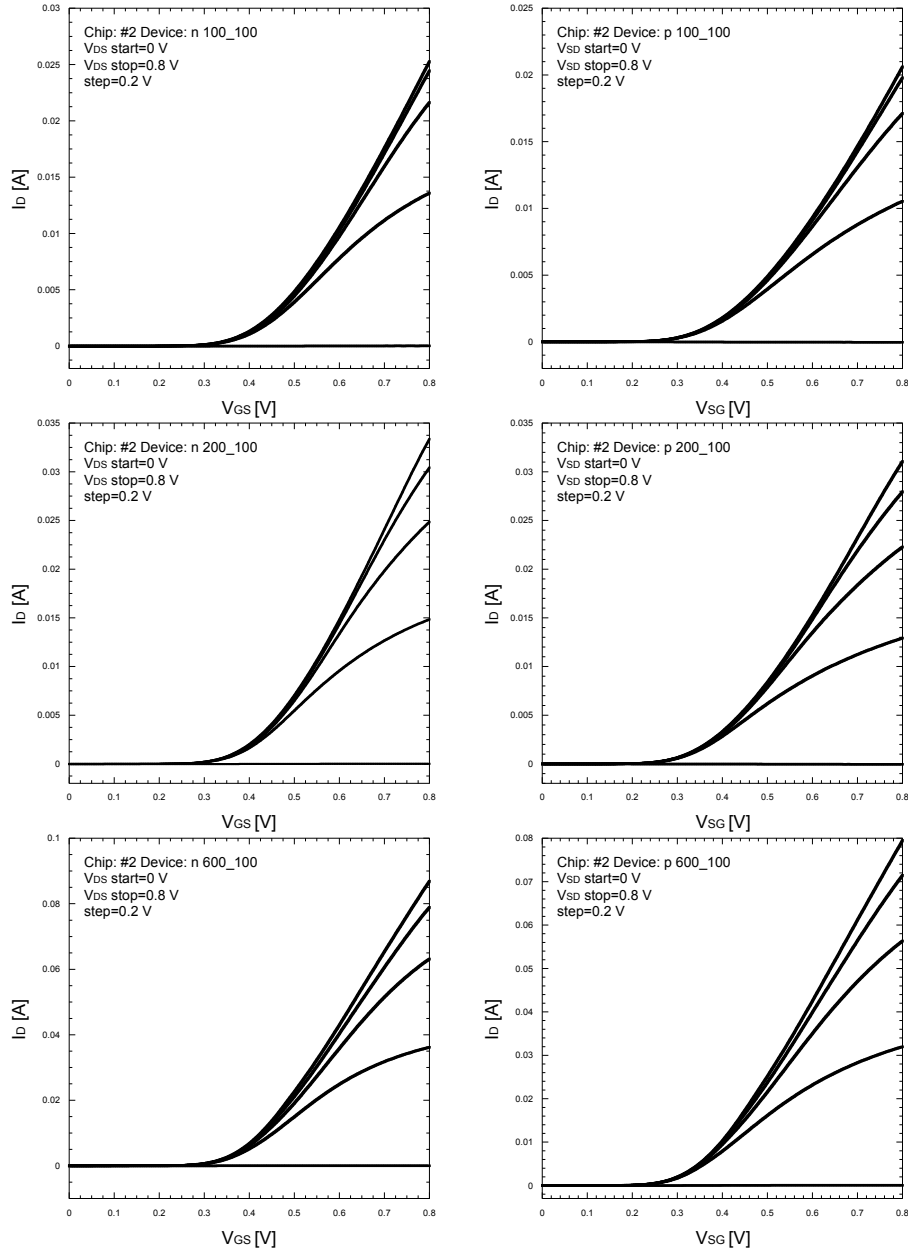 0.03
0.025
0.02
0.015
0.01
0.005
0
ID [A]
Chip: #2 Device: n 100_100
VDS start=0 V
VDS stop=0.8 V
step=0.2 V
0 0.1 0.2 0.3 0.4 0.5 0.6 0.7 0.8
VGS [V]
0.025
0.02
0.015
0.01
0.005
0
ID [A]
Chip: #2 Device: p 100_100
VSD start=0 V
VSD stop=0.8 V
step=0.2 V
0 0.1 0.2 0.3 0.4 0.5 0.6 0.7 0.8
VSG [V]
0.035
0.03
0.025
0.02
0.015
0.01
0.005
0
ID [A]
Chip: #2 Device: n 200_100
VDS start=0 V
VDS stop=0.8 V
step=0.2 V
0 0.1 0.2 0.3 0.4 0.5 0.6 0.7 0.8
VGS [V]
0.035
0.03
0.025
0.02
0.015
0.01
0.005
0
ID [A]
Chip: #2 Device: p 200_100
VSD start=0 V
VSD stop=0.8 V
step=0.2 V
0 0.1 0.2 0.3 0.4 0.5 0.6 0.7 0.8
VSG [V]
0.1
0.08
0.06
0.04
0.02
0
ID [A]
Chip: #2 Device: n 600_100
VDS start=0 V
VDS stop=0.8 V
step=0.2 V
0 0.1 0.2 0.3 0.4 0.5 0.6 0.7 0.8
VGS [V]
0.08
0.07
0.06
0.05
0.04
0.03
0.02
0.01
0
ID [A]
Chip: #2 Device: p 600_100
VSD start=0 V
VSD stop=0.8 V
step=0.2 V
0 0.1 0.2 0.3 0.4 0.5 0.6 0.7 0.8
VSG [V]